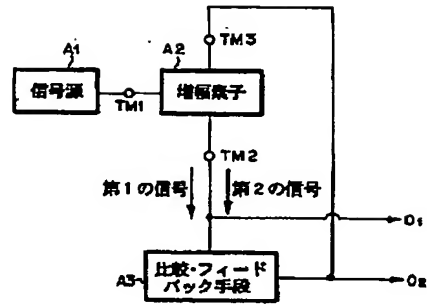 TM3
A1
A2
信号源
TM1
増幅素子
TM2
第1の信号
第2の信号
O₁
A3
比較・フィード
バック手段
O₂